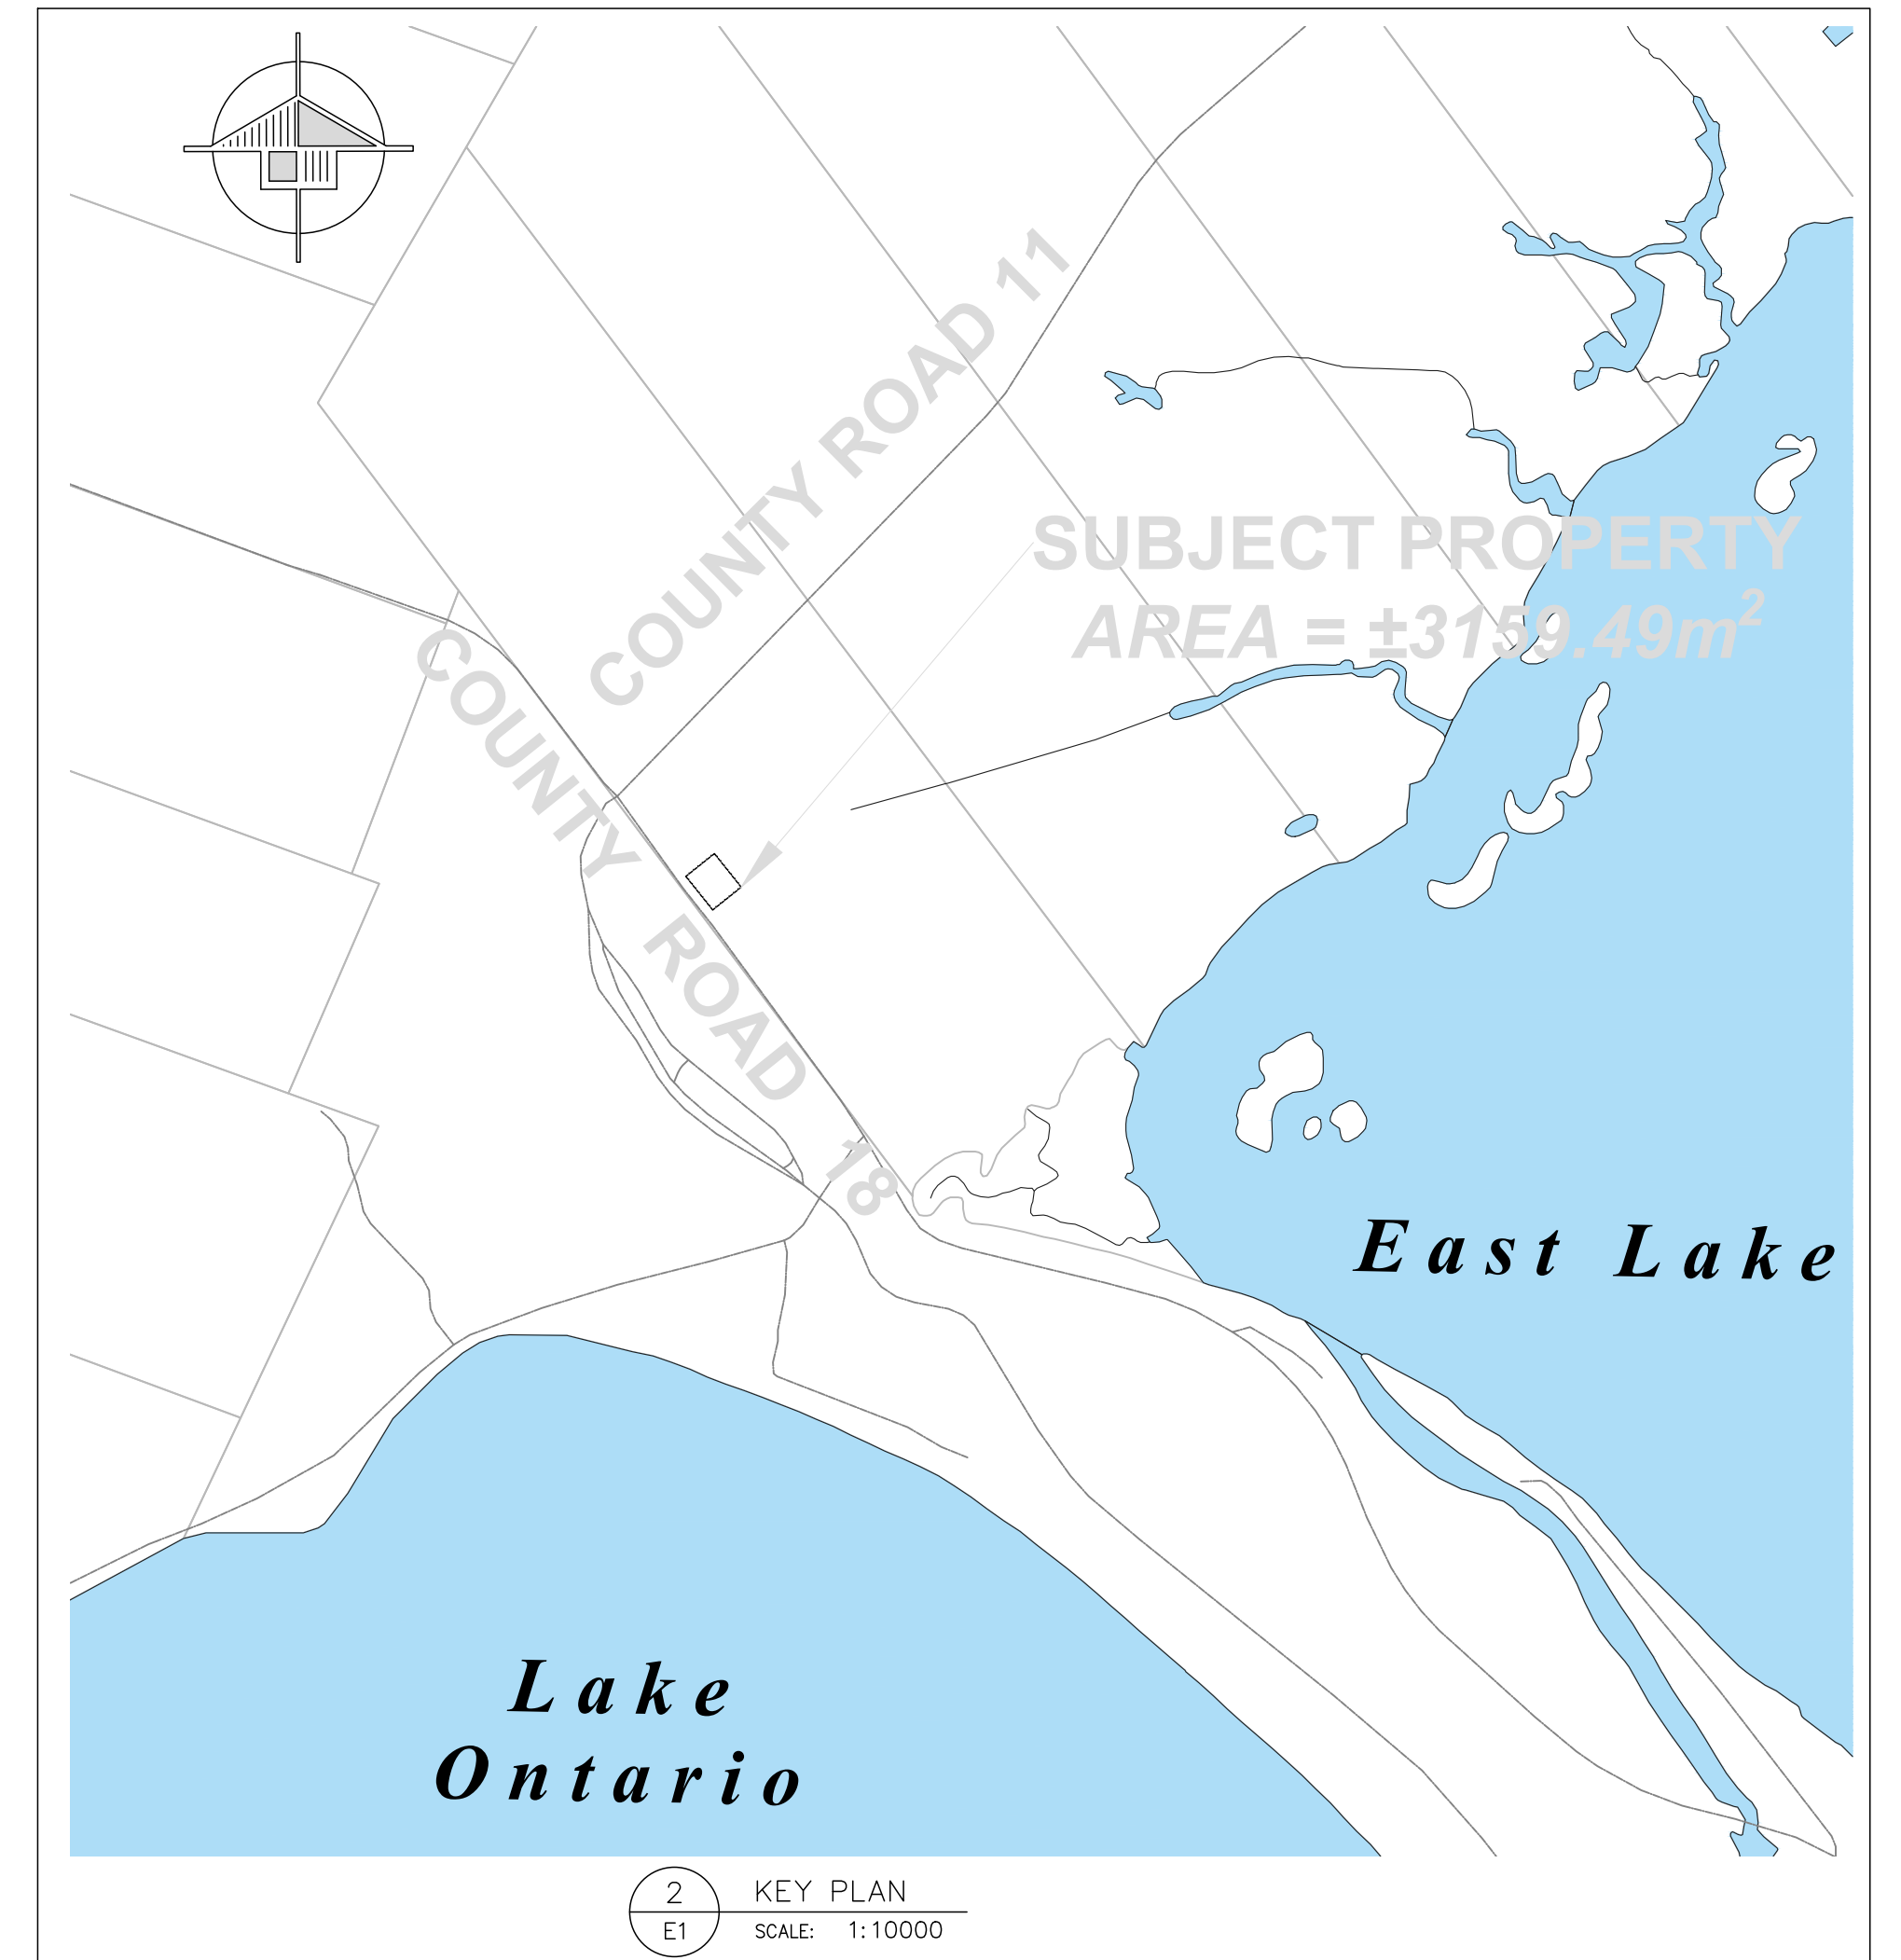 COUNTY ROAD 11
SUBJECT PROPERTY
AREA = ±3159.49m²
COUNTY ROAD 18
East Lake
Lake
Ontario
2
E1
KEY PLAN
SCALE: 1:10000